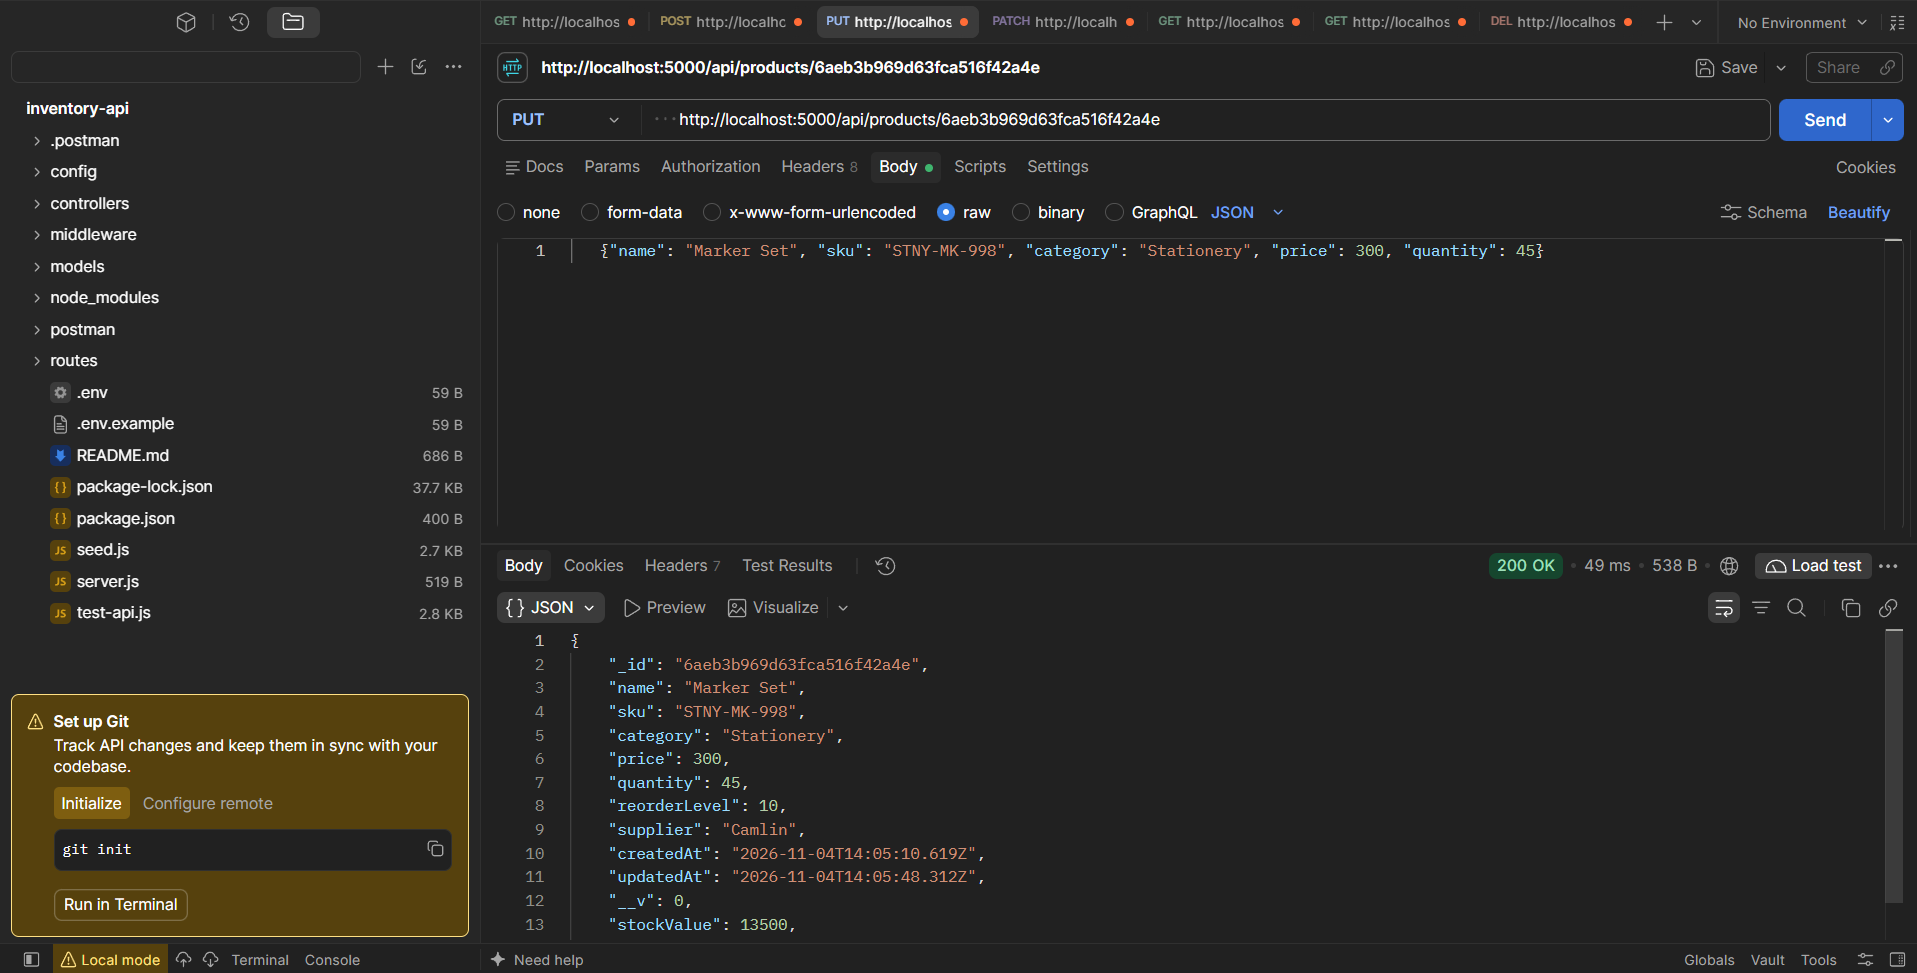 GET http://localhos
POST http://localhc
PUT http://localhos
PATCH http://localh
GET http://localhos
GET http://localhos
DEL http://localhos
No Environment
HTTP http://localhost:5000/api/products/6aeb3b969d63fca516f42a4e
Save
Share
inventory-api
.postman
config
controllers
middleware
models
node_modules
postman
routes
.env 59 B
.env.example 59 B
README.md 686 B
{} package-lock.json 37.7 KB
{} package.json 400 B
JS seed.js 2.7 KB
JS server.js 519 B
JS test-api.js 2.8 KB
Set up Git
Track API changes and keep them in sync with your
codebase.
Initialize Configure remote
git init
Run in Terminal
PUT http://localhost:5000/api/products/6aeb3b969d63fca516f42a4e
Send
Docs Params Authorization Headers 8 Body Scripts Settings
Cookies
none form-data x-www-form-urlencoded raw binary GraphQL JSON
Schema Beautify
1 {"name": "Marker Set", "sku": "STNY-MK-998", "category": "Stationery", "price": 300, "quantity": 45}
Body Cookies Headers 7 Test Results
200 OK • 49 ms • 538 B
Load test
{} JSON Preview Visualize
1 {
2 "_id": "6aeb3b969d63fca516f42a4e",
3 "name": "Marker Set",
4 "sku": "STNY-MK-998",
5 "category": "Stationery",
6 "price": 300,
7 "quantity": 45,
8 "reorderLevel": 10,
9 "supplier": "Camlin",
10 "createdAt": "2026-11-04T14:05:10.619Z",
11 "updatedAt": "2026-11-04T14:05:48.312Z",
12 "__v": 0,
13 "stockValue": 13500,
Local mode Terminal Console
Need help
Globals Vault Tools